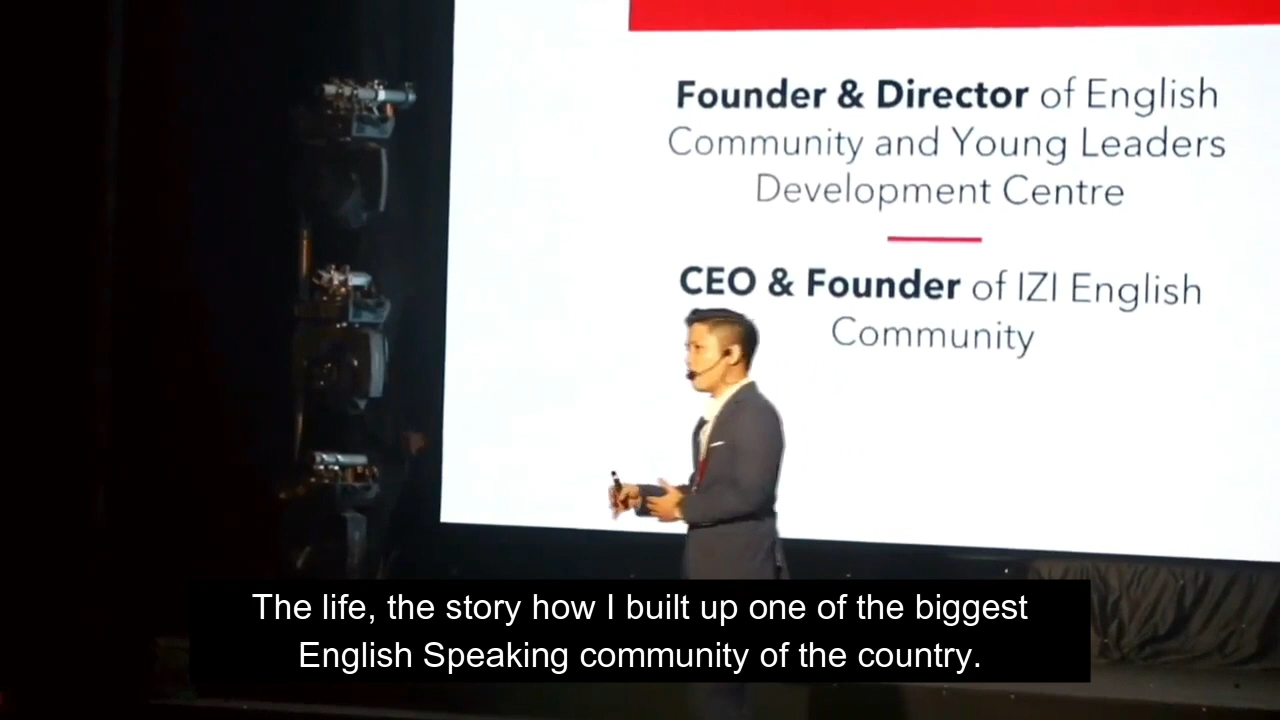 Founder & Director of English
Community and Young Leaders
Development Centre
CEO & Founder of IZI English
Community
The life, the story how I built up one of the biggest
English Speaking community of the country.